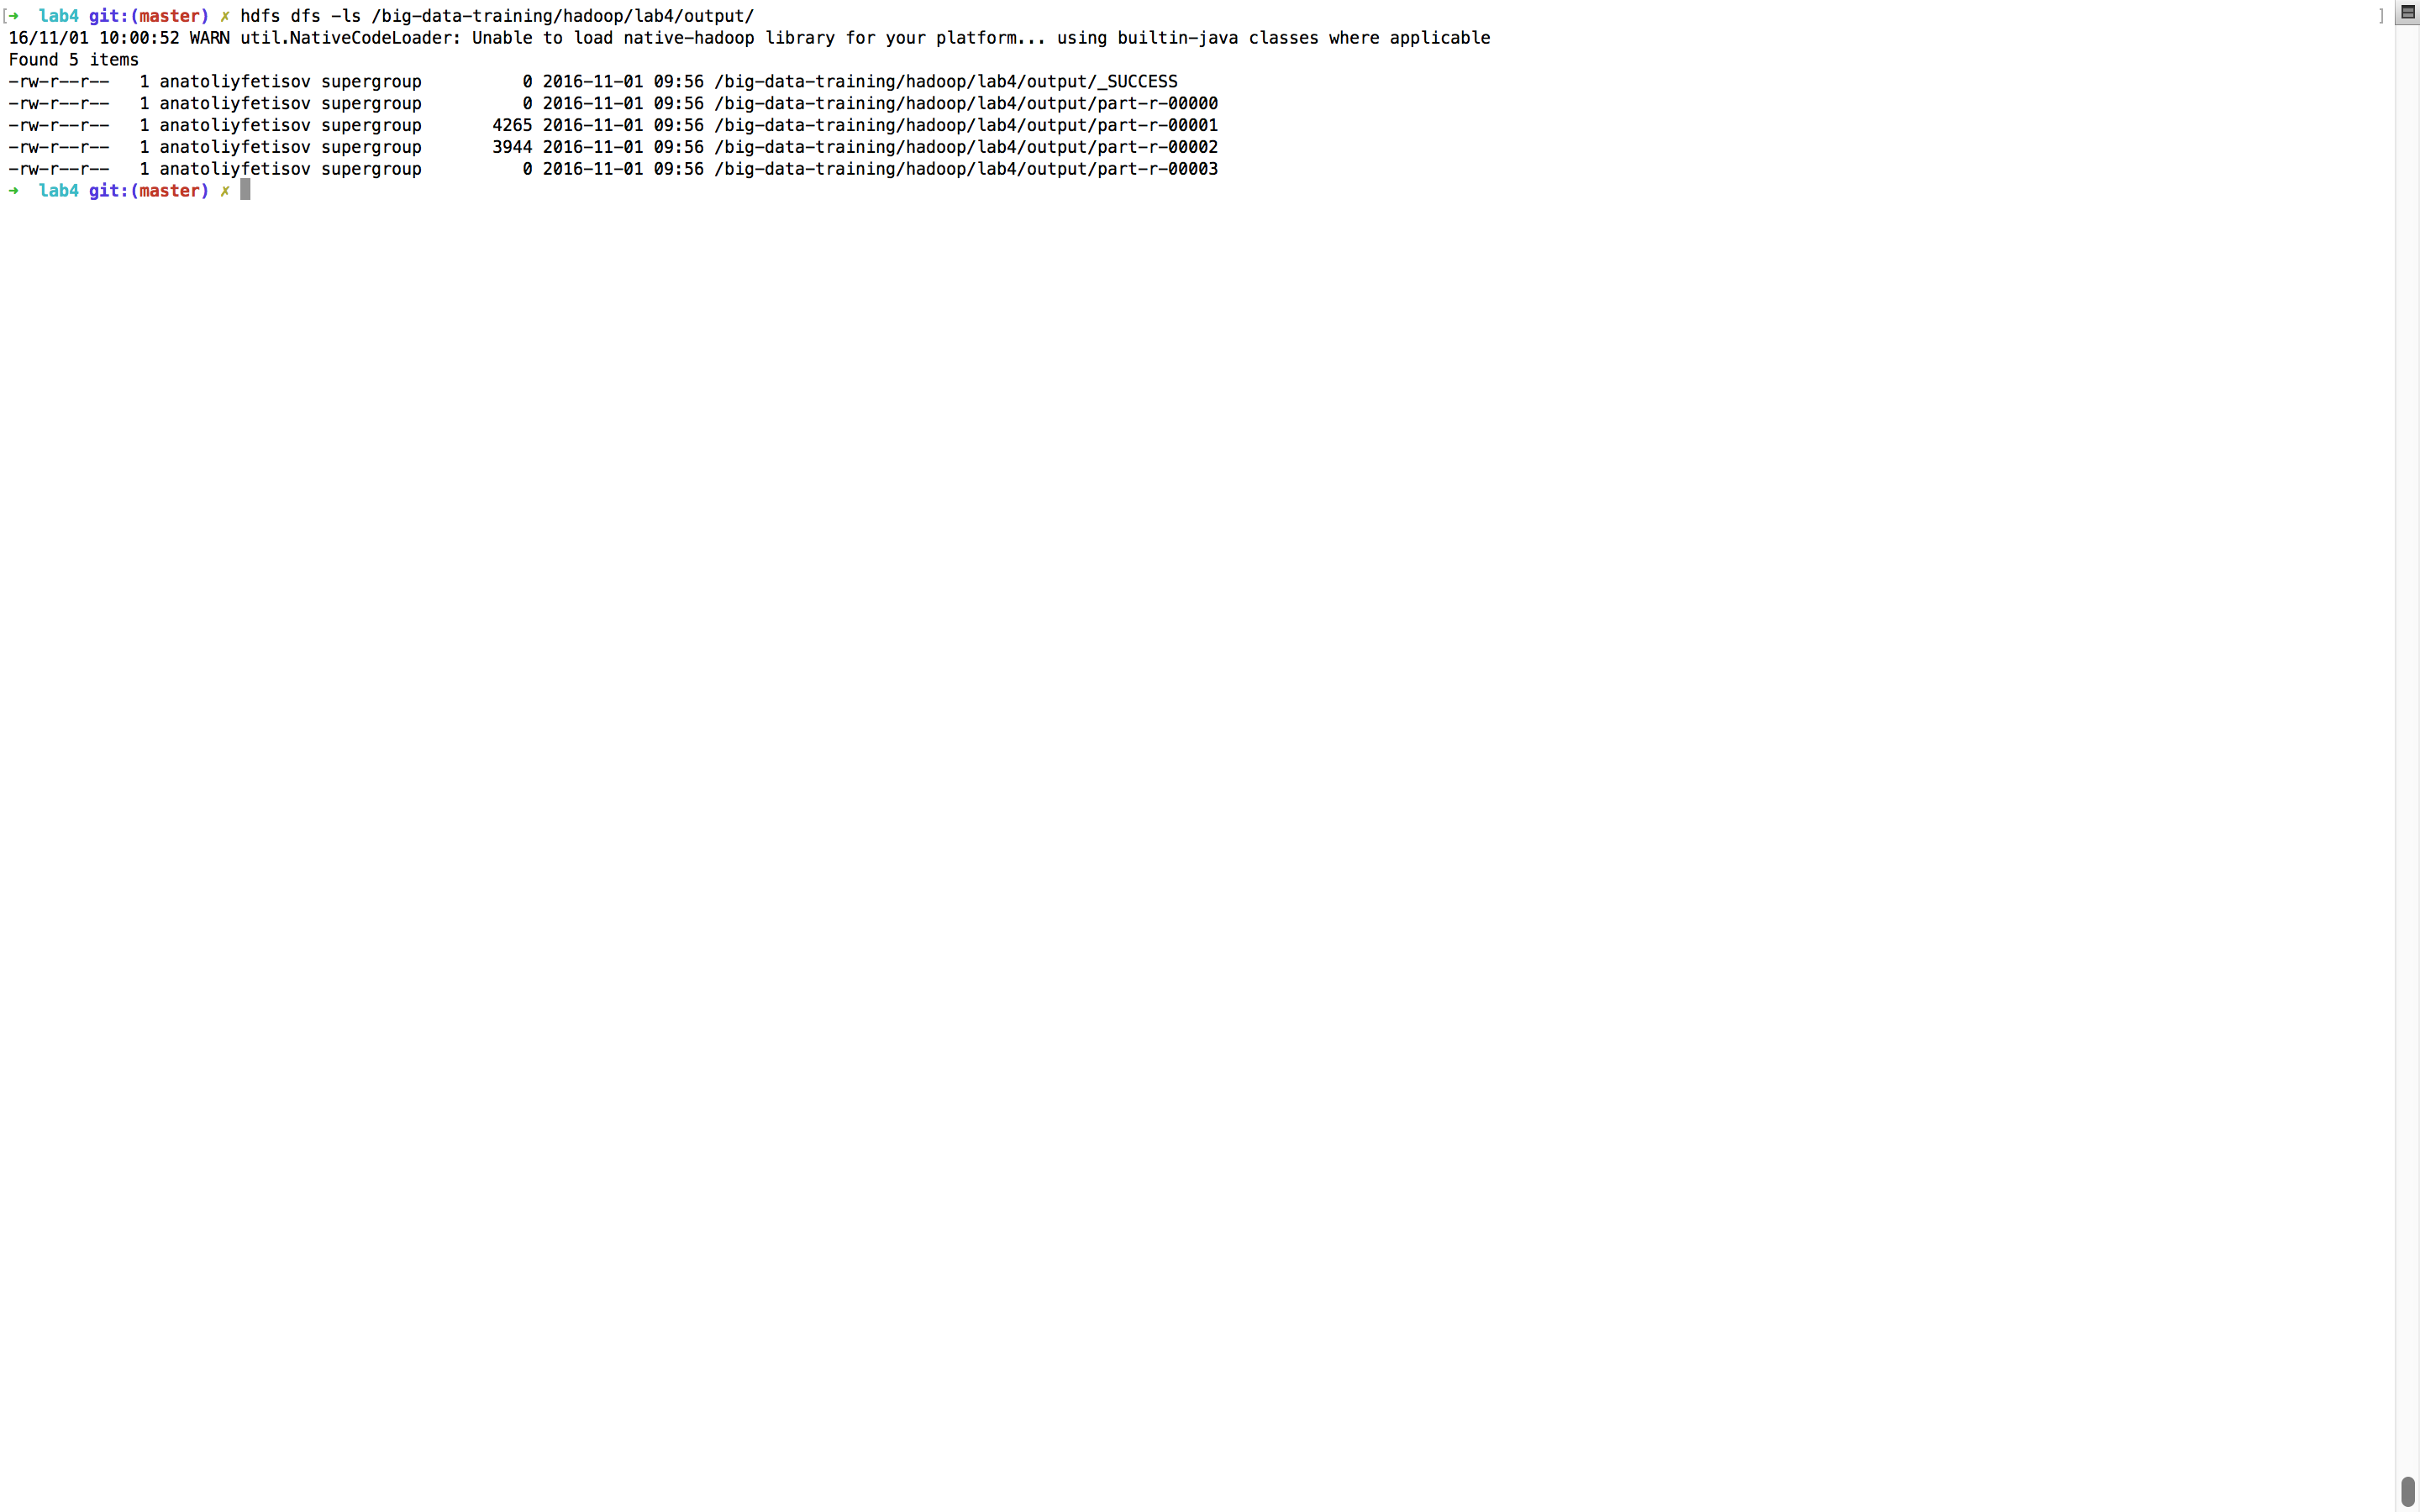 [➜  lab4 git:(master) ✗ hdfs dfs -ls /big-data-training/hadoop/lab4/output/ ]
16/11/01 10:00:52 WARN util.NativeCodeLoader: Unable to load native-hadoop library for your platform... using builtin-java classes where applicable
Found 5 items
-rw-r--r--   1 anatoliyfetisov supergroup          0 2016-11-01 09:56 /big-data-training/hadoop/lab4/output/_SUCCESS
-rw-r--r--   1 anatoliyfetisov supergroup          0 2016-11-01 09:56 /big-data-training/hadoop/lab4/output/part-r-00000
-rw-r--r--   1 anatoliyfetisov supergroup       4265 2016-11-01 09:56 /big-data-training/hadoop/lab4/output/part-r-00001
-rw-r--r--   1 anatoliyfetisov supergroup       3944 2016-11-01 09:56 /big-data-training/hadoop/lab4/output/part-r-00002
-rw-r--r--   1 anatoliyfetisov supergroup          0 2016-11-01 09:56 /big-data-training/hadoop/lab4/output/part-r-00003
➜  lab4 git:(master) ✗